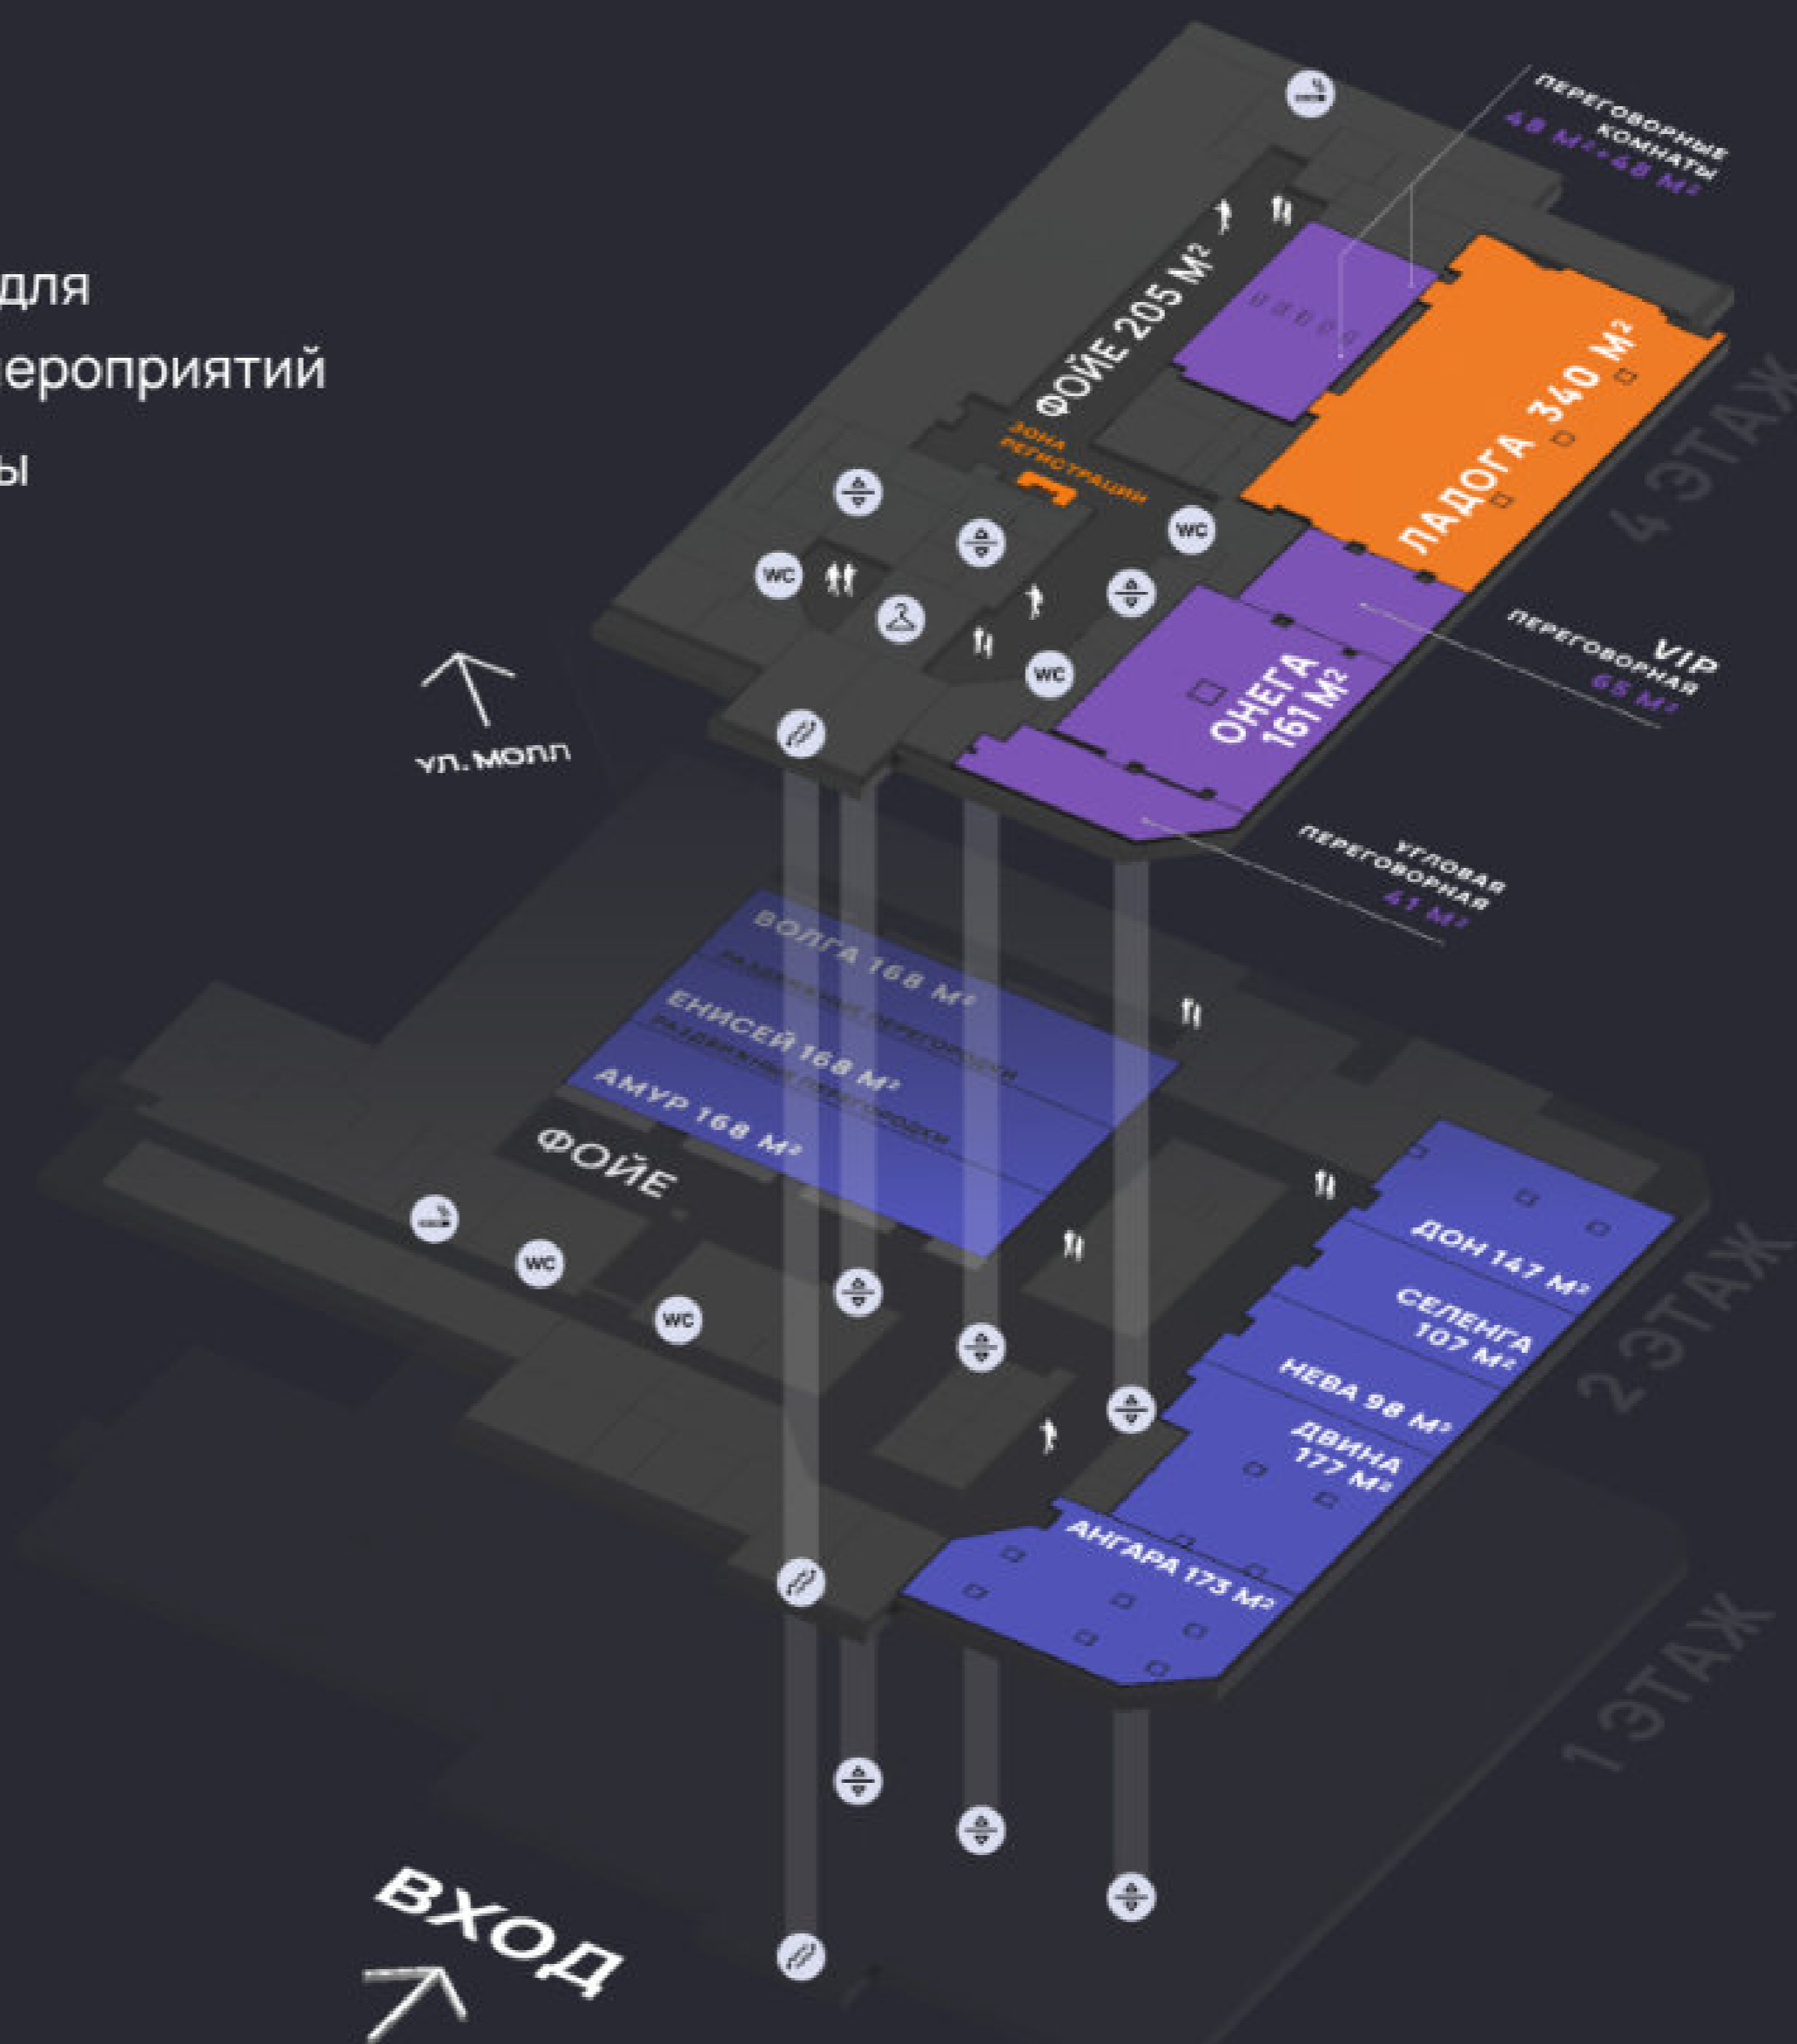 для
мероприятий
ы
ПЕРЕГОВОРНЫЕ
КОМНАТЫ
48 М²+48 М²
ФОЙЕ 205 М²
ЛАДОГА 340 М²
4 ЭТАЖ
ЗОНА
РЕГИСТРАЦИИ
WC
WC
WC
ОНЕГА
161 М²
VIP
ПЕРЕГОВОРНАЯ
65 М²
УЛ. МОЛЛ
УГЛОВАЯ
ПЕРЕГОВОРНАЯ
41 М²
ВОЛГА 168 М²
РАЗДВИЖНЫЕ ПЕРЕГОРОДКИ
ЕНИСЕЙ 168 М²
РАЗДВИЖНЫЕ ПЕРЕГОРОДКИ
АМУР 168 М²
ФОЙЕ
WC
WC
ДОН 147 М²
СЕЛЕНГА
107 М²
НЕВА 98 М²
ДВИНА
177 М²
АНГАРА 173 М²
2 ЭТАЖ
1 ЭТАЖ
ВХОД